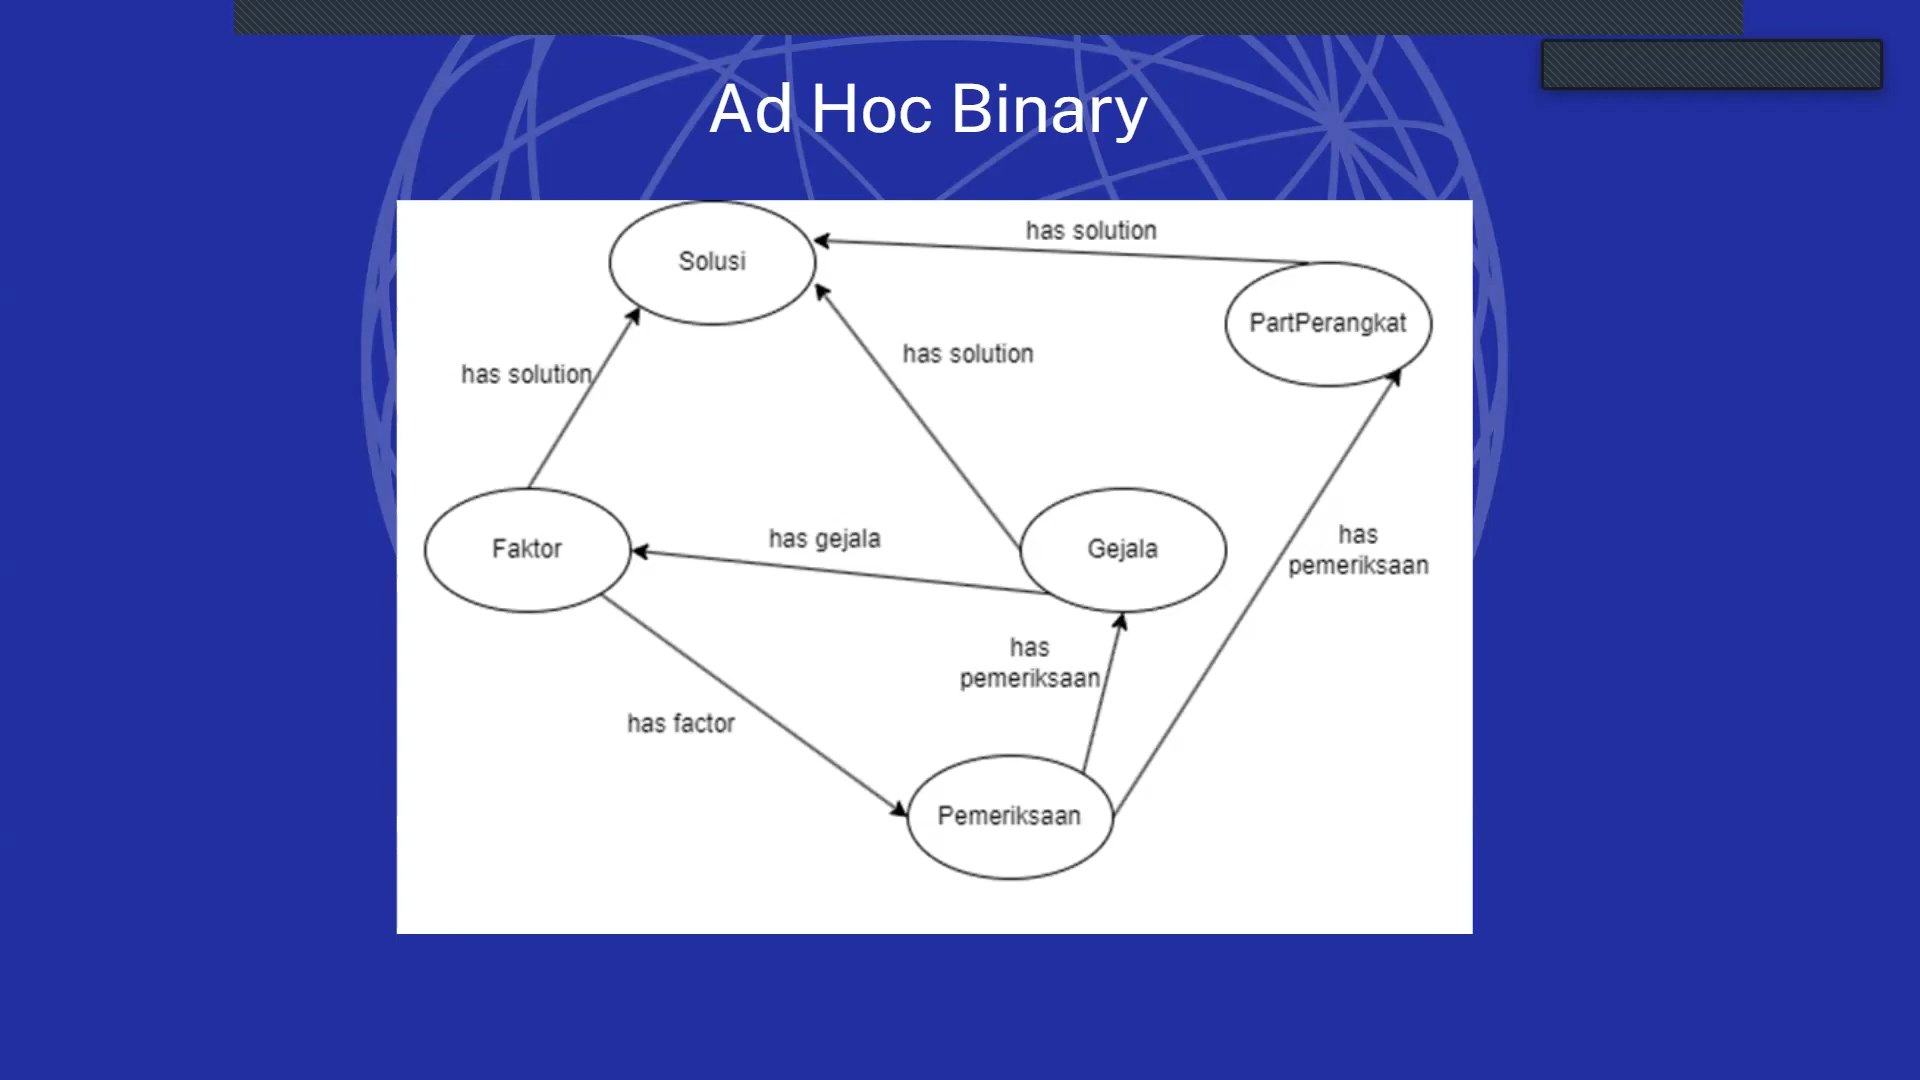 Ad Hoc Binary
has solution
Solusi
PartPerangkat
has solution
has solution
has
pemeriksaan
has gejala
Faktor
Gejala
has
pemeriksaan
has factor
Pemeriksaan